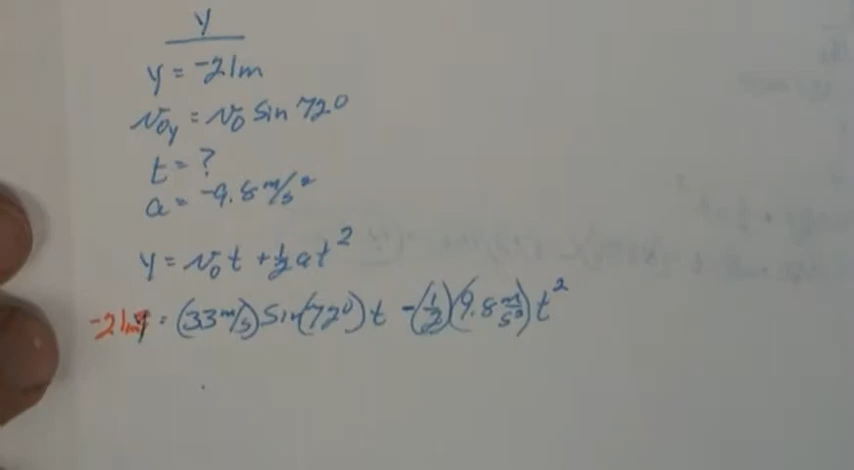 y
y = -21m
v₀y = v₀ sin 72°
t = ?
a = -9.8 m/s²
y = v₀t + ½at²
-21m = (33 m/s) Sin(72°)t - (1/2)(9.8 m/s²)t²